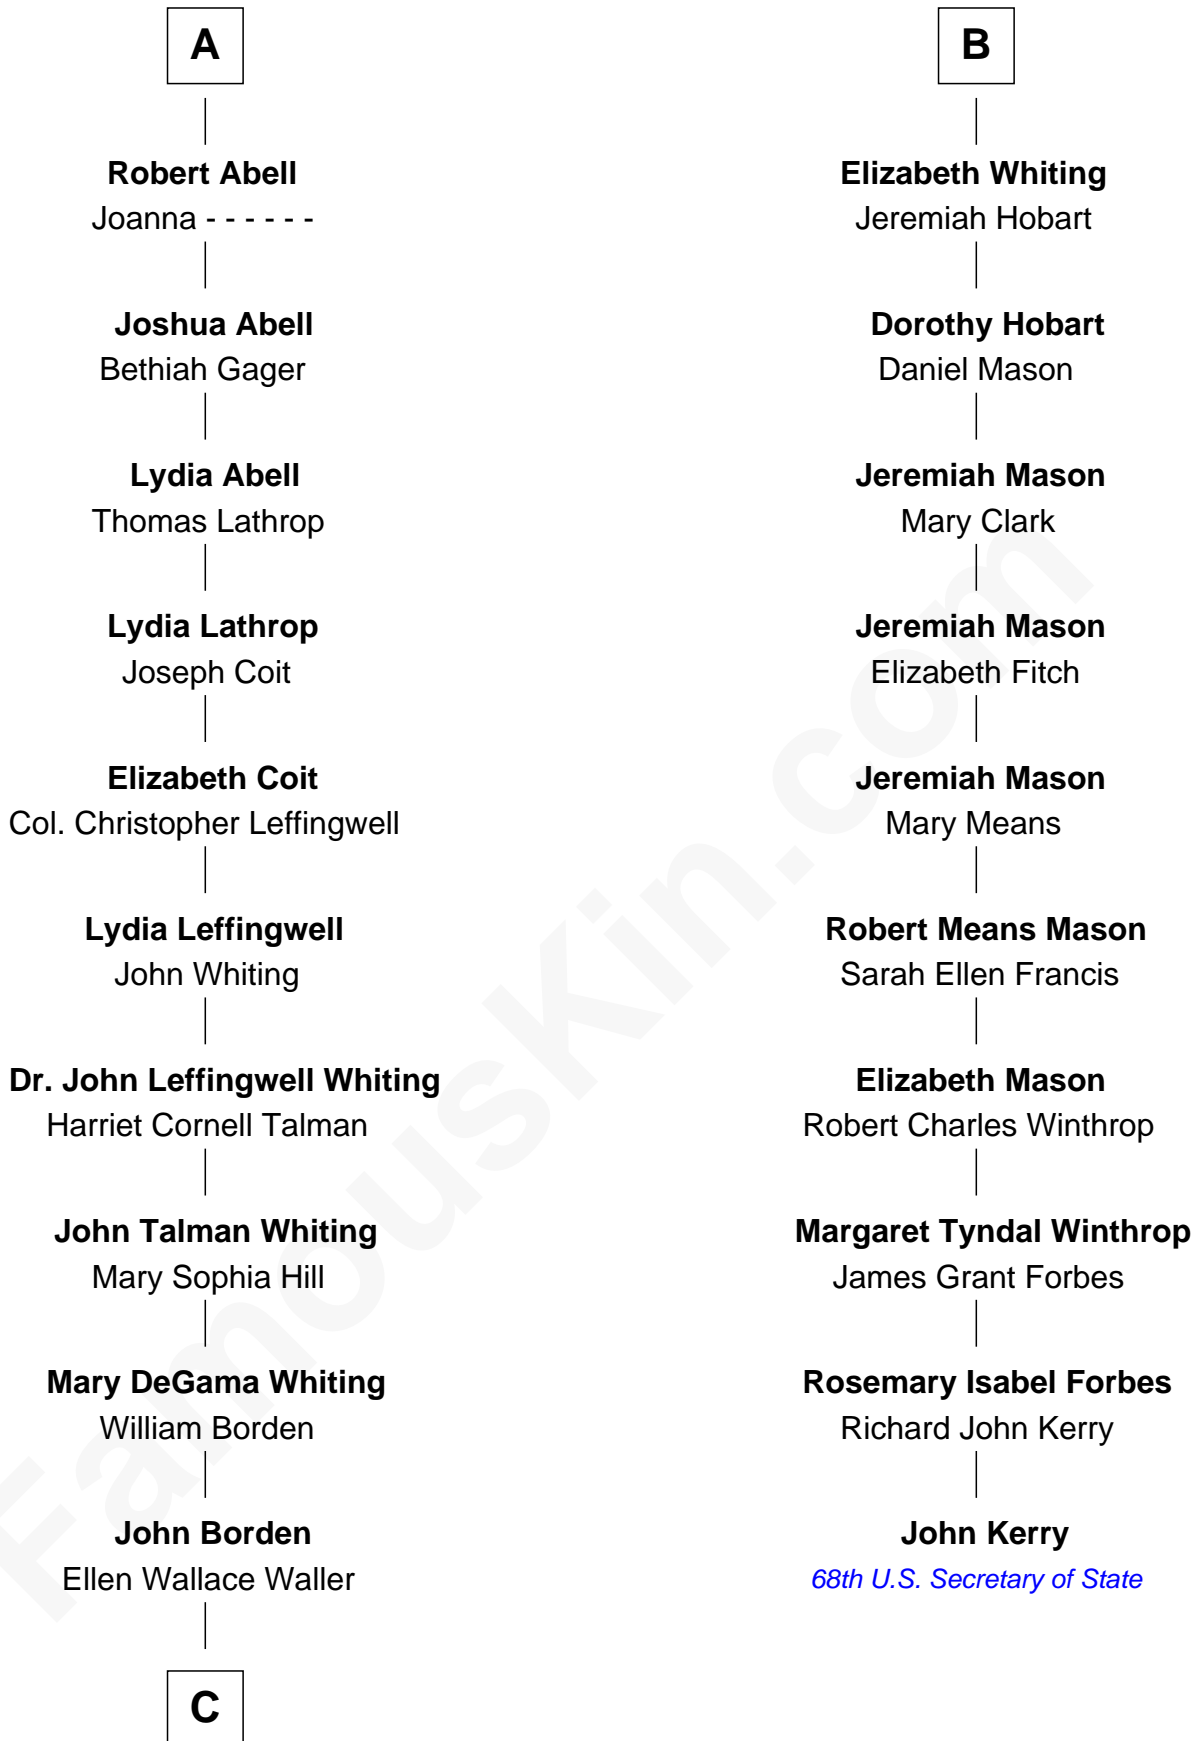 A
Robert Abell
Joanna - - - - - -
Joshua Abell
Bethiah Gager
Lydia Abell
Thomas Lathrop
Lydia Lathrop
Joseph Coit
Elizabeth Coit
Col. Christopher Leffingwell
Lydia Leffingwell
John Whiting
Dr. John Leffingwell Whiting
Harriet Cornell Talman
John Talman Whiting
Mary Sophia Hill
Mary DeGama Whiting
William Borden
John Borden
Ellen Wallace Waller
C
B
Elizabeth Whiting
Jeremiah Hobart
Dorothy Hobart
Daniel Mason
Jeremiah Mason
Mary Clark
Jeremiah Mason
Elizabeth Fitch
Jeremiah Mason
Mary Means
Robert Means Mason
Sarah Ellen Francis
Elizabeth Mason
Robert Charles Winthrop
Margaret Tyndal Winthrop
James Grant Forbes
Rosemary Isabel Forbes
Richard John Kerry
John Kerry
68th U.S. Secretary of State
FamousKin.com